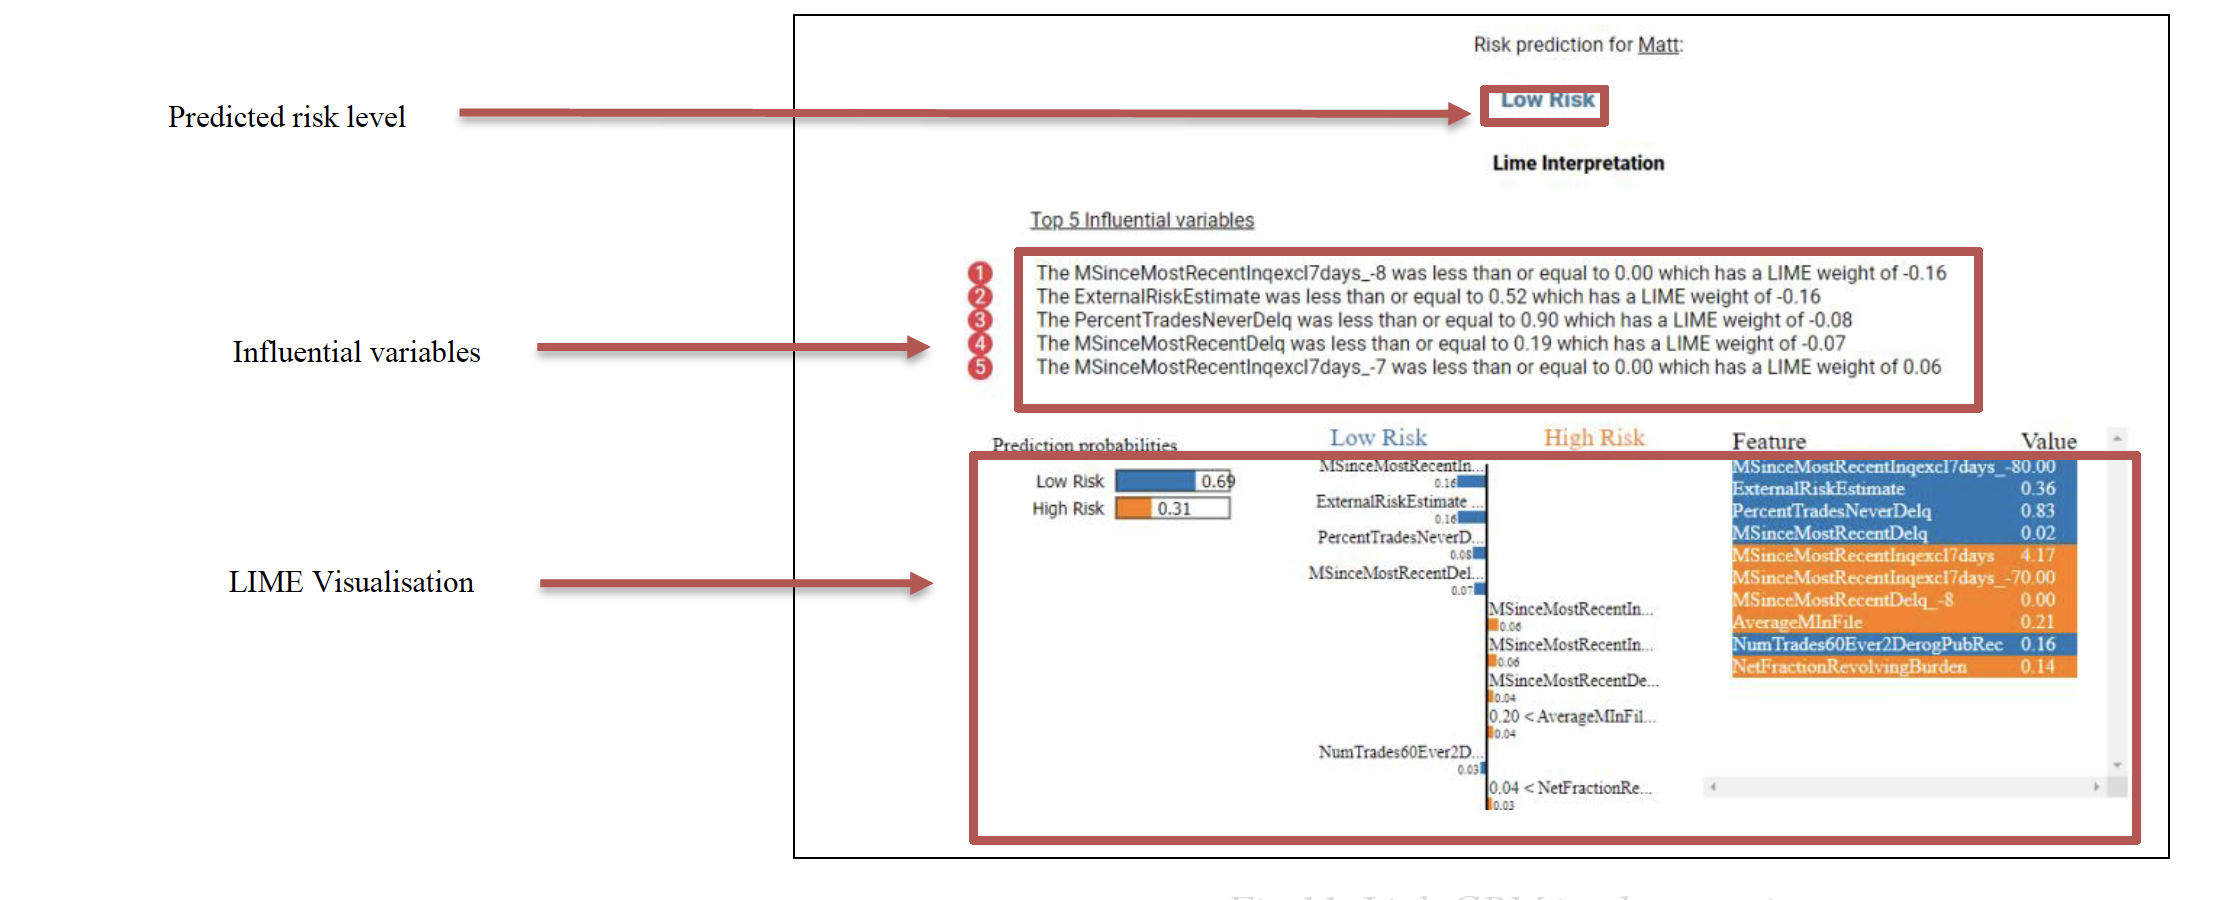 Risk prediction for Matt:
Predicted risk level
Low Risk
Lime Interpretation
Top 5 Influential variables
1 The MSinceMostRecentInqexcl7days_-8 was less than or equal to 0.00 which has a LIME weight of -0.16
2 The ExternalRiskEstimate was less than or equal to 0.52 which has a LIME weight of -0.16
3 The PercentTradesNeverDelq was less than or equal to 0.90 which has a LIME weight of -0.08
4 The MSinceMostRecentDelq was less than or equal to 0.19 which has a LIME weight of -0.07
5 The MSinceMostRecentInqexcl7days_-7 was less than or equal to 0.00 which has a LIME weight of 0.06
Influential variables
LIME Visualisation
Prediction probabilities
Low Risk 0.69
High Risk 0.31
Low Risk High Risk
MSinceMostRecentIn...
0.16
ExternalRiskEstimate ...
0.16
PercentTradesNeverD...
0.08
MSinceMostRecentDel...
0.07
MSinceMostRecentIn...
0.06
MSinceMostRecentIn...
0.06
MSinceMostRecentDe...
0.04
0.20 < AverageMInFil...
0.04
NumTrades60Ever2D...
0.03
0.04 < NetFractionRe...
0.03
Feature Value
MSinceMostRecentInqexcl7days_-80.00
ExternalRiskEstimate 0.36
PercentTradesNeverDelq 0.83
MSinceMostRecentDelq 0.02
MSinceMostRecentInqexcl7days 4.17
MSinceMostRecentInqexcl7days_-70.00
MSinceMostRecentDelq_-8 0.00
AverageMInFile 0.21
NumTrades60Ever2DerogPubRec 0.16
NetFractionRevolvingBurden 0.14